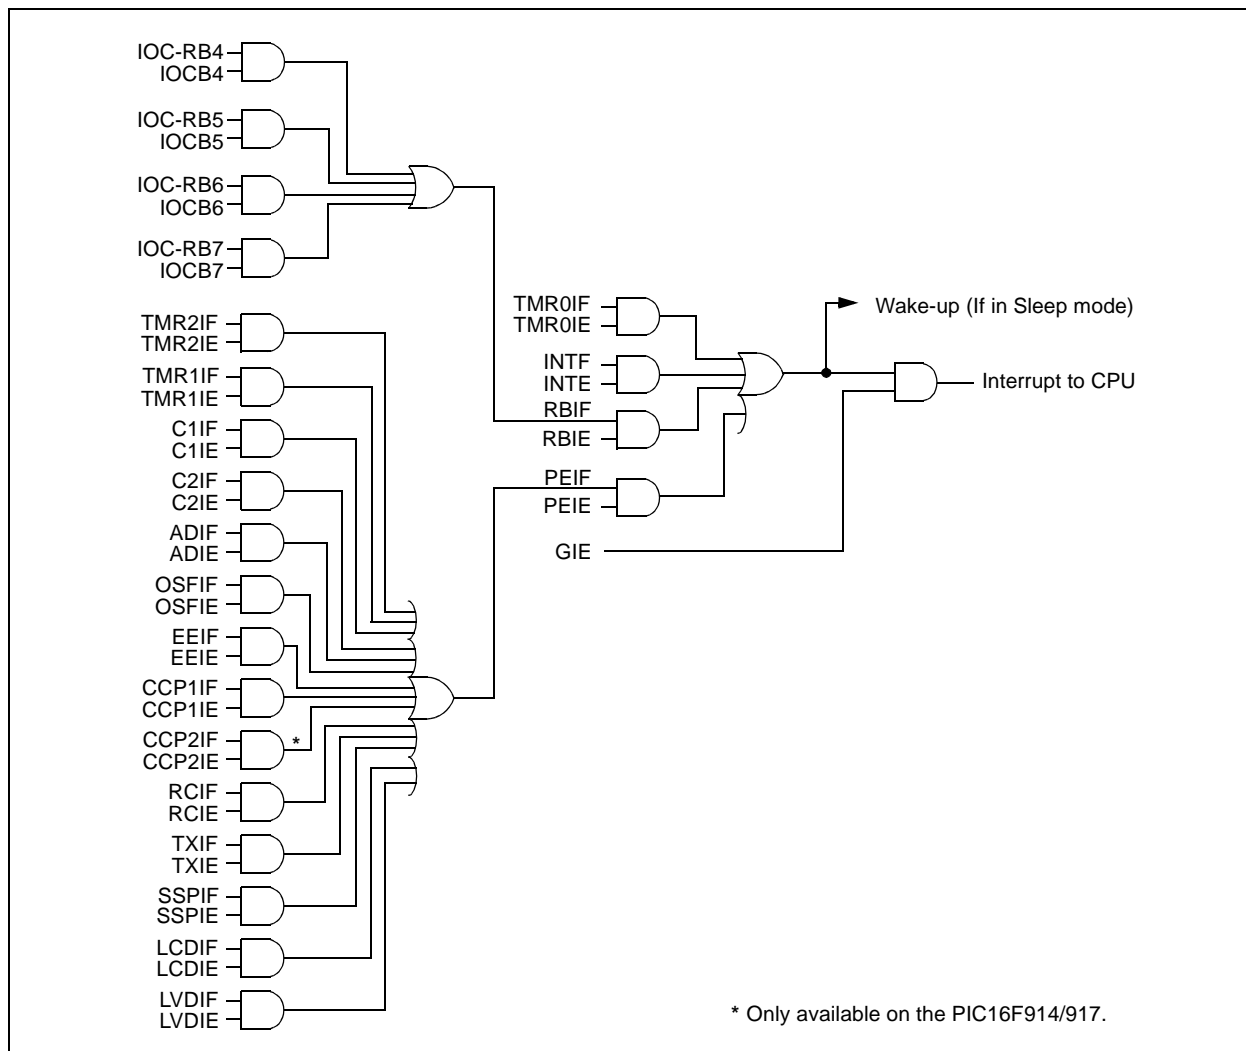 IOC-RB4
IOCB4
IOC-RB5
IOCB5
IOC-RB6
IOCB6
IOC-RB7
IOCB7
TMR2IF
TMR2IE
TMR1IF
TMR1IE
C1IF
C1IE
C2IF
C2IE
ADIF
ADIE
OSFIF
OSFIE
EEIF
EEIE
CCP1IF
CCP1IE
CCP2IF
CCP2IE
*
RCIF
RCIE
TXIF
TXIE
SSPIF
SSPIE
LCDIF
LCDIE
LVDIF
LVDIE
TMR0IF
TMR0IE
INTF
INTE
RBIF
RBIE
PEIF
PEIE
GIE
Wake-up (If in Sleep mode)
Interrupt to CPU
* Only available on the PIC16F914/917.